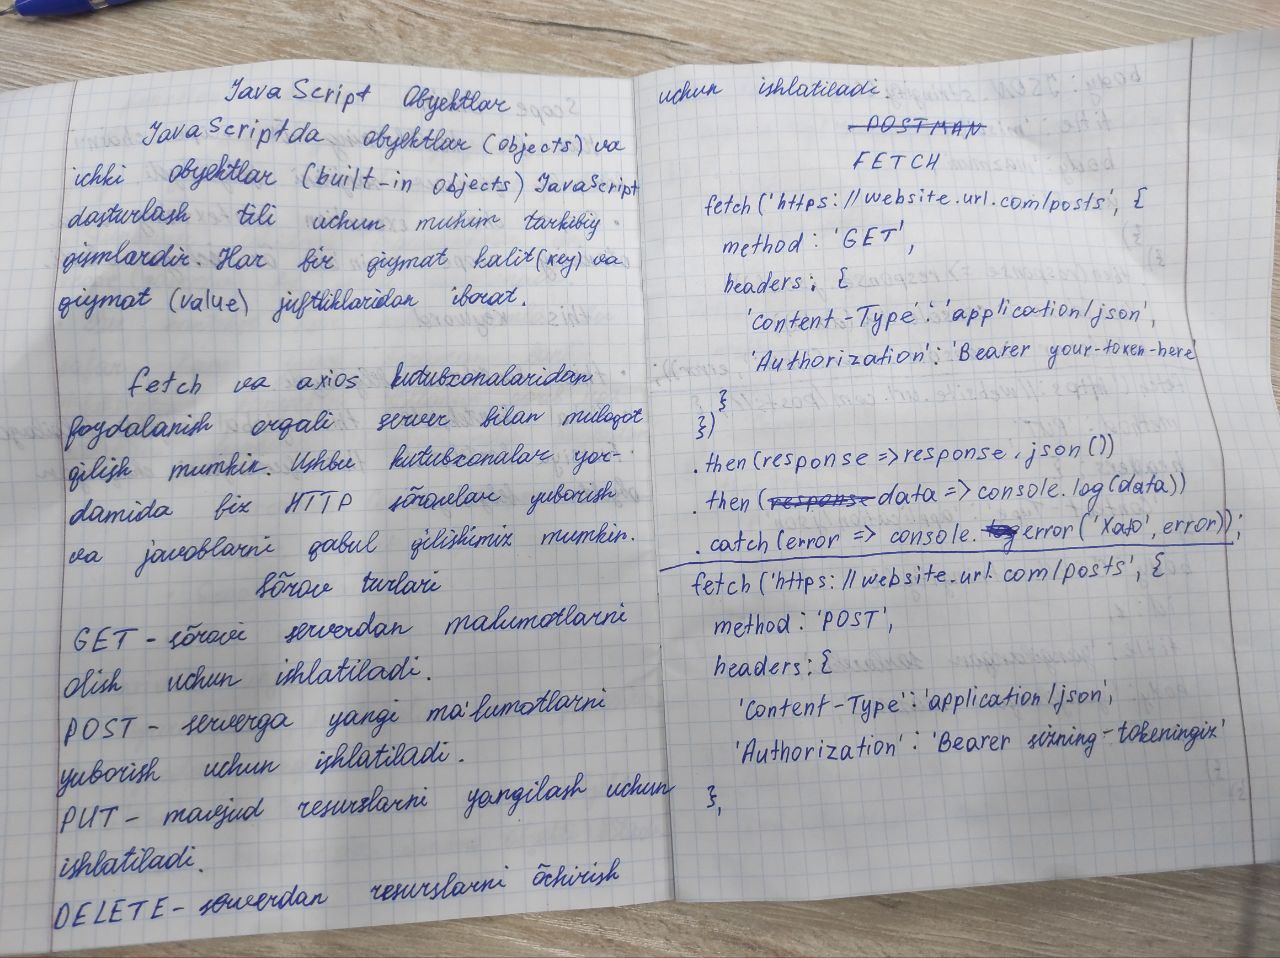 JavaScript Obyektlar
JavaScriptda obyektlar (objects) va
ichki obyektlar (built-in objects) JavaScript
dasturlash tili uchun muhim tarkibiy
qismlardir. Har bir qiymat kalit(key) va
qiymat (value) juftliklaridan iborat.
fetch va axios kutubxonalaridan
foydalanish orqali server bilan muloqot
qilish mumkin. Ushbu kutubxonalar yor-
damida biz HTTP sõrovlar yuborish
va javoblarni qabul qilishimiz mumkin.
Sõrov turlari
GET - sõrovi serverdan malumotlarni
olish uchun ishlatiladi.
POST - serverga yangi ma'lumotlarni
yuborish uchun ishlatiladi.
PUT - mavjud resurslarni yangilash uchun
ishlatiladi.
DELETE - serverdan resurslarni õchirish
uchun ishlatiladi.
POSTMAN
FETCH
fetch('https://website.url.com/posts', {
method: 'GET',
headers: {
'Content-Type': 'application/json',
'Authorization': 'Bearer your-token-here'
}
})
.then(response => response.json())
.then(response data => console.log(data))
.catch(error => console.log error('Xato', error));
fetch('https://website.url.com/posts', {
method: 'POST',
headers: {
'Content-Type': 'application/json',
'Authorization': 'Bearer sizning-tokeningiz'
},